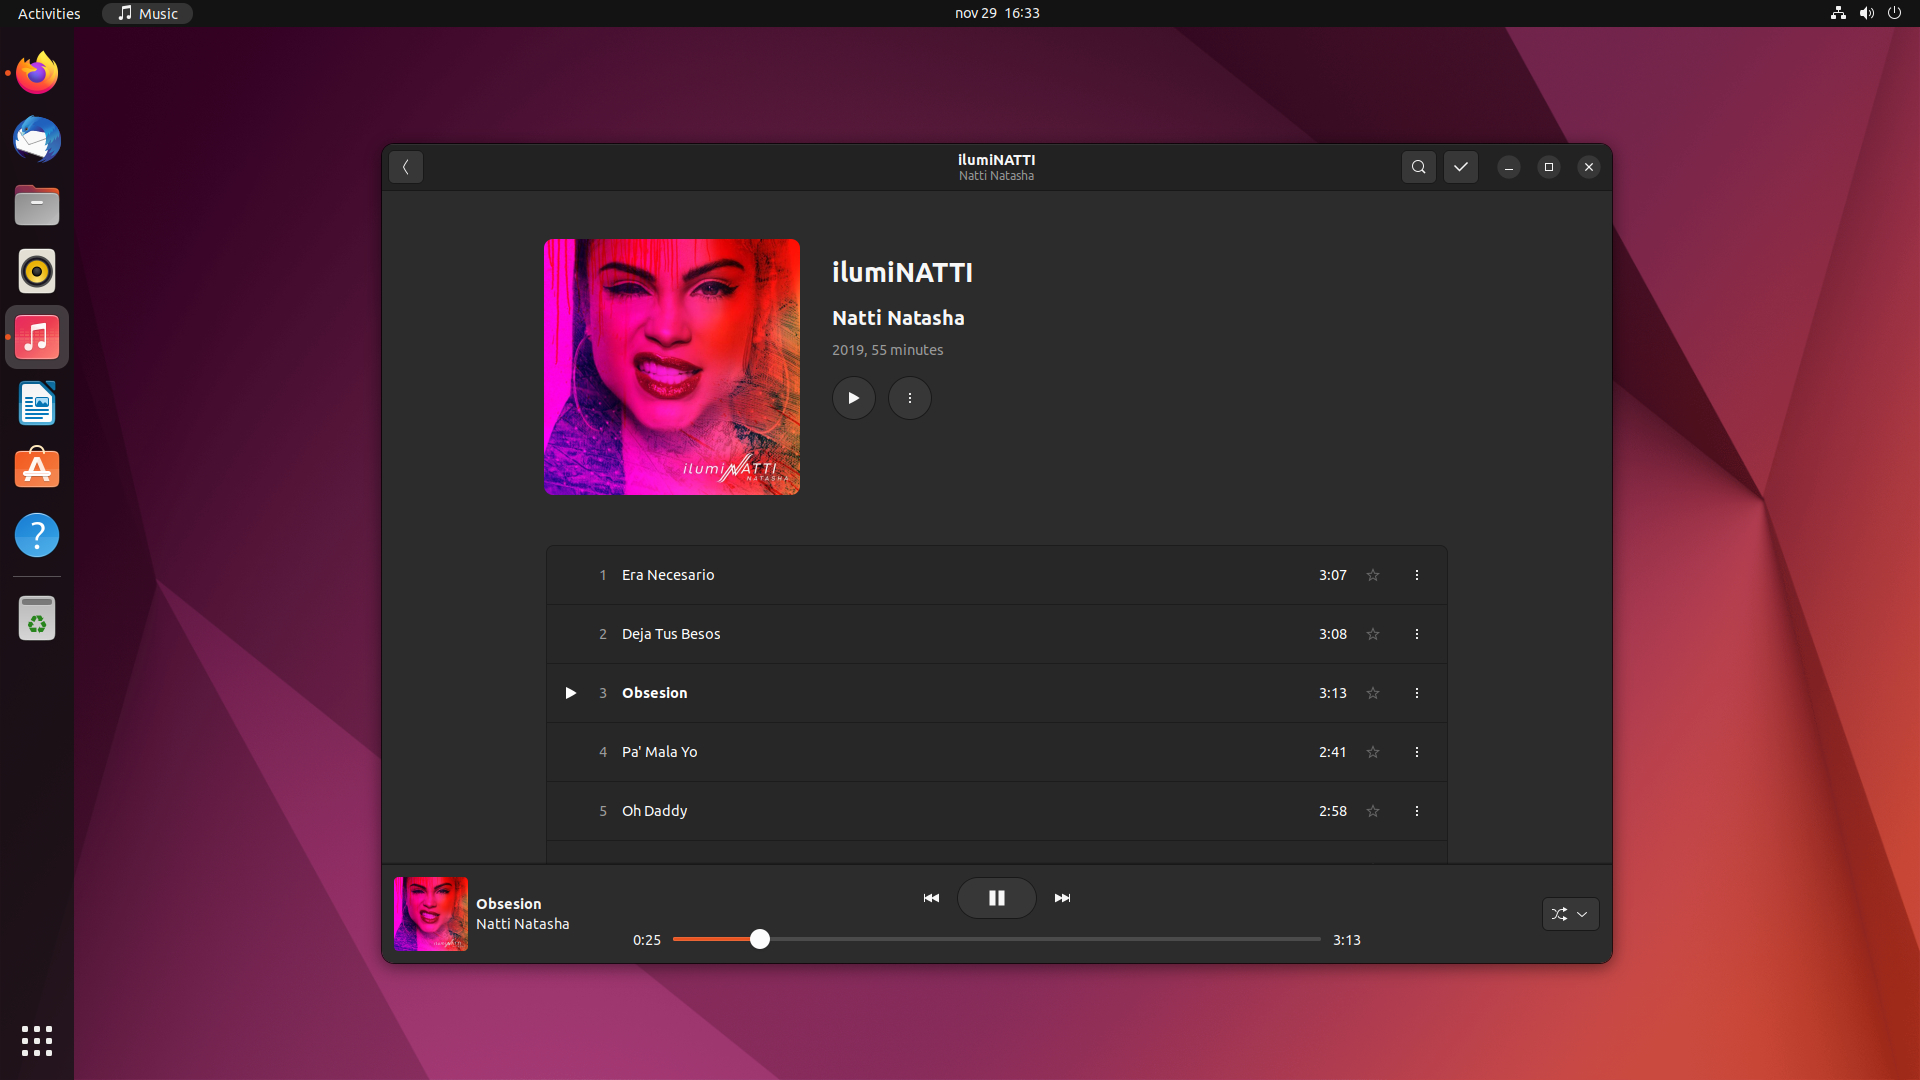 Activities
Music
nov 29 16:33
ilumiNATTI
Natti Natasha
ilumiNATTI
NATASHA
ilumiNATTI
Natti Natasha
2019, 55 minutes
1 Era Necesario 3:07
2 Deja Tus Besos 3:08
3 Obsesion 3:13
4 Pa' Mala Yo 2:41
5 Oh Daddy 2:58
Obsesion
Natti Natasha
0:25
3:13